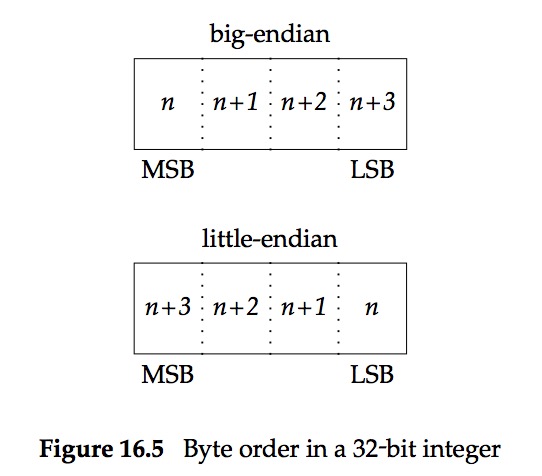 big-endian
n n+1 n+2 n+3
MSB LSB
little-endian
n+3 n+2 n+1 n
MSB LSB
Figure 16.5 Byte order in a 32-bit integer